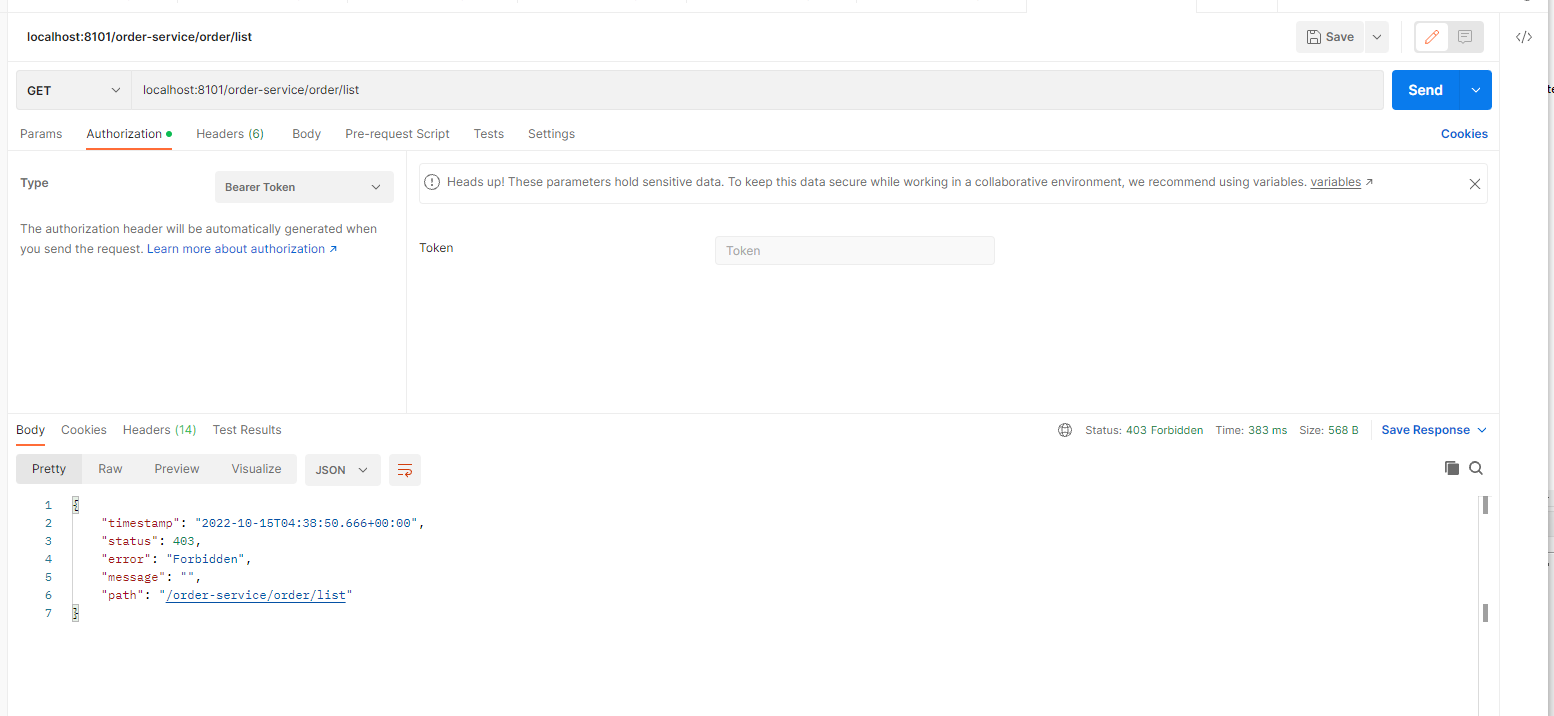 localhost:8101/order-service/order/list
Save
</>
GET
localhost:8101/order-service/order/list
Send
Params Authorization Headers (6) Body Pre-request Script Tests Settings Cookies
Type
Bearer Token
Heads up! These parameters hold sensitive data. To keep this data secure while working in a collaborative environment, we recommend using variables. variables ↗
The authorization header will be automatically generated when
you send the request. Learn more about authorization ↗
Token
Token
Body Cookies Headers (14) Test Results Status: 403 Forbidden Time: 383 ms Size: 568 B Save Response
Pretty Raw Preview Visualize JSON
1 {
2 "timestamp": "2022-10-15T04:38:50.666+00:00",
3 "status": 403,
4 "error": "Forbidden",
5 "message": "",
6 "path": "/order-service/order/list"
7 }